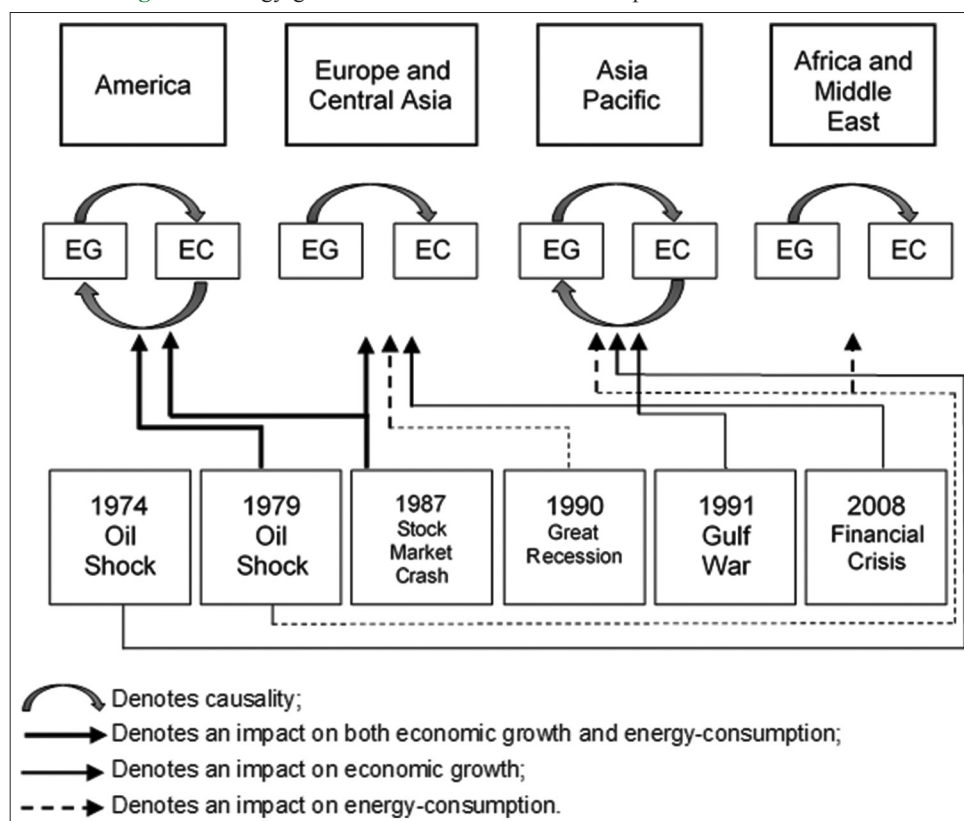 America
Europe and
Central Asia
Asia
Pacific
Africa and
Middle
East
EG
EC
EG
EC
EG
EC
EG
EC
1974
Oil
Shock
1979
Oil
Shock
1987
Stock
Market
Crash
1990
Great
Recession
1991
Gulf
War
2008
Financial
Crisis
Denotes causality;
Denotes an impact on both economic growth and energy-consumption;
Denotes an impact on economic growth;
Denotes an impact on energy-consumption.